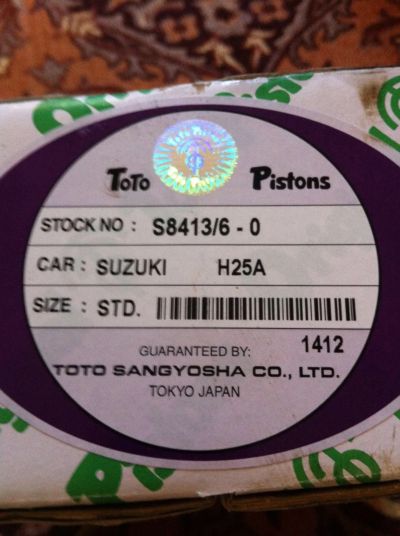 ToTo Pistons
STOCK NO : S8413/6 - 0
CAR : SUZUKI H25A
SIZE : STD.
1412
GUARANTEED BY:
TOTO SANGYOSHA CO., LTD.
TOKYO JAPAN